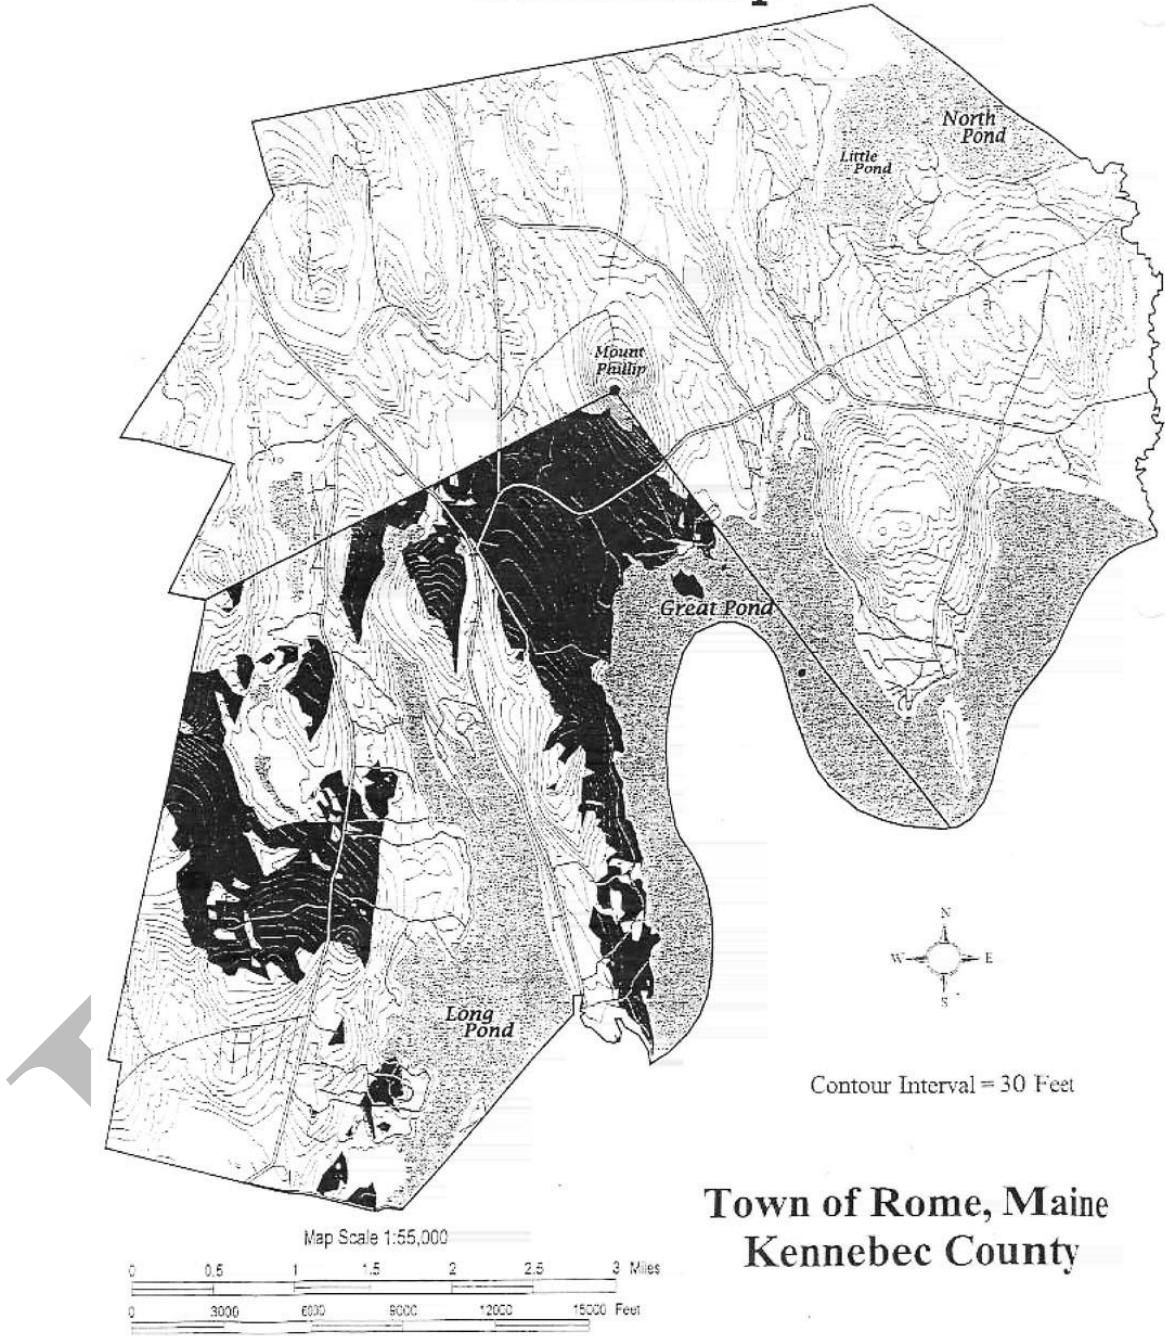 North
Pond
Little
Pond
Mount
Phillip
Great Pond
N
W
E
S
Long
Pond
Contour Interval = 30 Feet
Town of Rome, Maine
Kennebec County
Map Scale 1:55,000
0 0.5 1 1.5 2 2.5 3 Miles
0 3000 6000 9000 12000 15000 Feet